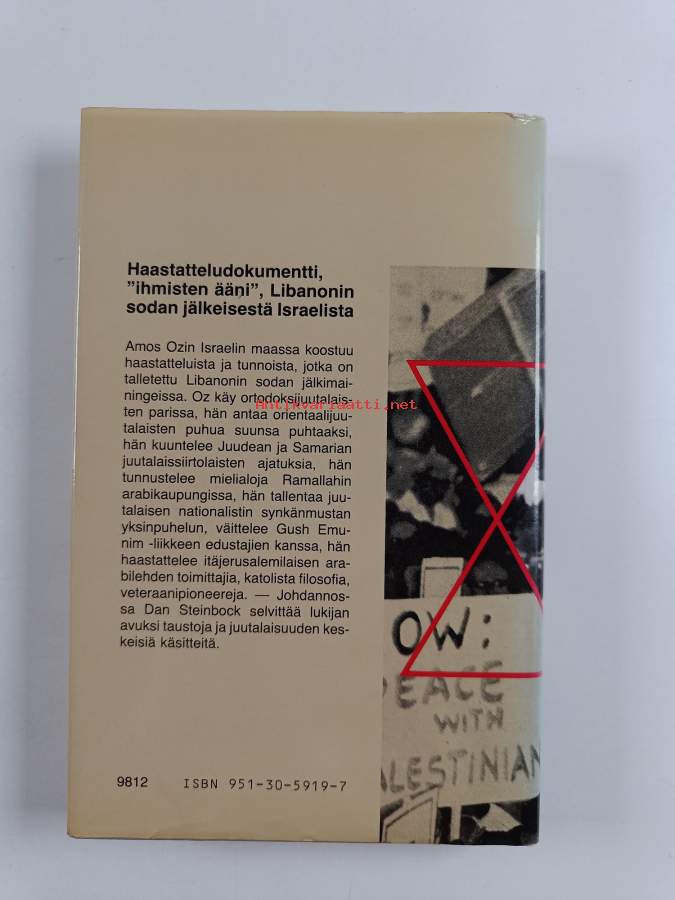 Haastatteludokumentti,
”ihmisten ääni”, Libanonin
sodan jälkeisestä Israelista
Amos Ozin Israelin maassa koostuu
haastatteluista ja tunnoista, jotka on
talletettu Libanonin sodan jälkimai-
ningeissa. Oz käy ortodoksijuutalais-
ten parissa, hän antaa orientaalijuu-
talaisten puhua suunsa puhtaaksi,
hän kuuntelee Juudean ja Samarian
juutalaissiirtolaisten ajatuksia, hän
tunnustelee mielialoja Ramallahin
arabikaupungissa, hän tallentaa juu-
talaisen nationalistin synkänmustan
yksinpuhelun, väittelee Gush Emu-
nim -liikkeen edustajien kanssa, hän
haastattelee itäjerusalemilaisen ara-
bilehden toimittajia, katolista filosofia,
veteraanipioneereja. — Johdannos-
sa Dan Steinbock selvittää lukijan
avuksi taustoja ja juutalaisuuden kes-
keisiä käsitteitä.
9812 ISBN 951-30-5919-7
OW:
PEACE
WITH
ALESTINIAN
Antikvariaatti.net